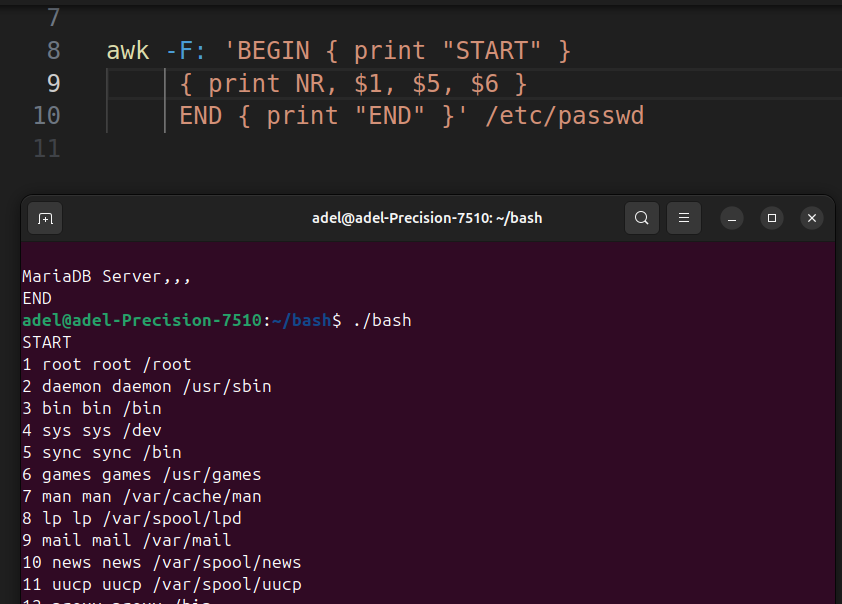 7
8 awk -F: 'BEGIN { print "START" }
9 { print NR, $1, $5, $6 }
10 END { print "END" }' /etc/passwd
11
adel@adel-Precision-7510: ~/bash
MariaDB Server,,,
END
adel@adel-Precision-7510:~/bash$ ./bash
START
1 root root /root
2 daemon daemon /usr/sbin
3 bin bin /bin
4 sys sys /dev
5 sync sync /bin
6 games games /usr/games
7 man man /var/cache/man
8 lp lp /var/spool/lpd
9 mail mail /var/mail
10 news news /var/spool/news
11 uucp uucp /var/spool/uucp